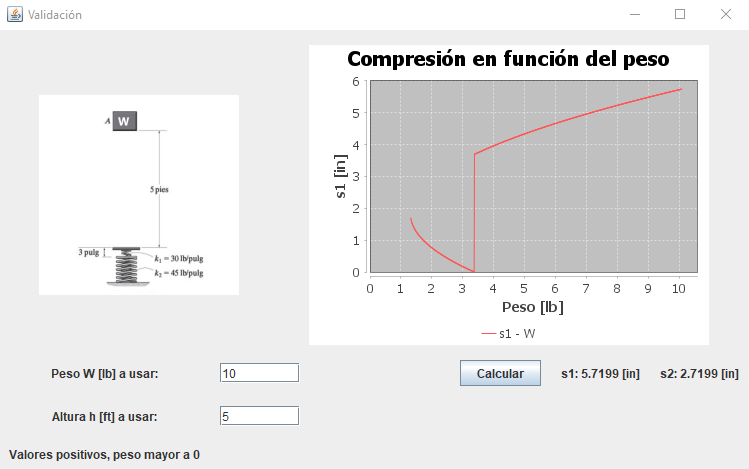 Validación
Compresión en función del peso
A W
5 pies
3 pulg
k₁ = 30 lb/pulg
k₂ = 45 lb/pulg
s1 [in]
6
5
4
3
2
1
0
0 1 2 3 4 5 6 7 8 9 10
Peso [lb]
s1 - W
Peso W [lb] a usar: 10
Calcular s1: 5.7199 [in] s2: 2.7199 [in]
Altura h [ft] a usar: 5
Valores positivos, peso mayor a 0